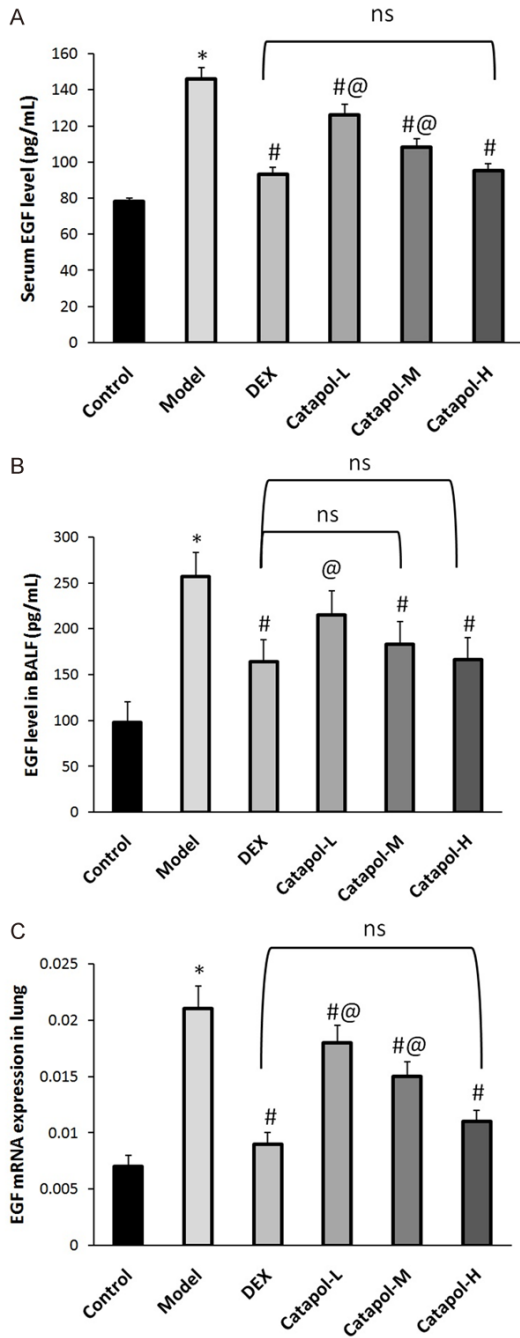 A
ns
Serum EGF level (pg/mL)
160
140
120
100
80
60
40
20
0
*
#
#@
#@
#
Control
Model
DEX
Catapol-L
Catapol-M
Catapol-H
B
ns
ns
EGF level in BALF (pg/mL)
300
250
200
150
100
50
0
*
#
@
#
#
Control
Model
DEX
Catapol-L
Catapol-M
Catapol-H
C
ns
EGF mRNA expression in lung
0.025
0.02
0.015
0.01
0.005
0
*
#
#@
#@
#
Control
Model
DEX
Catapol-L
Catapol-M
Catapol-H